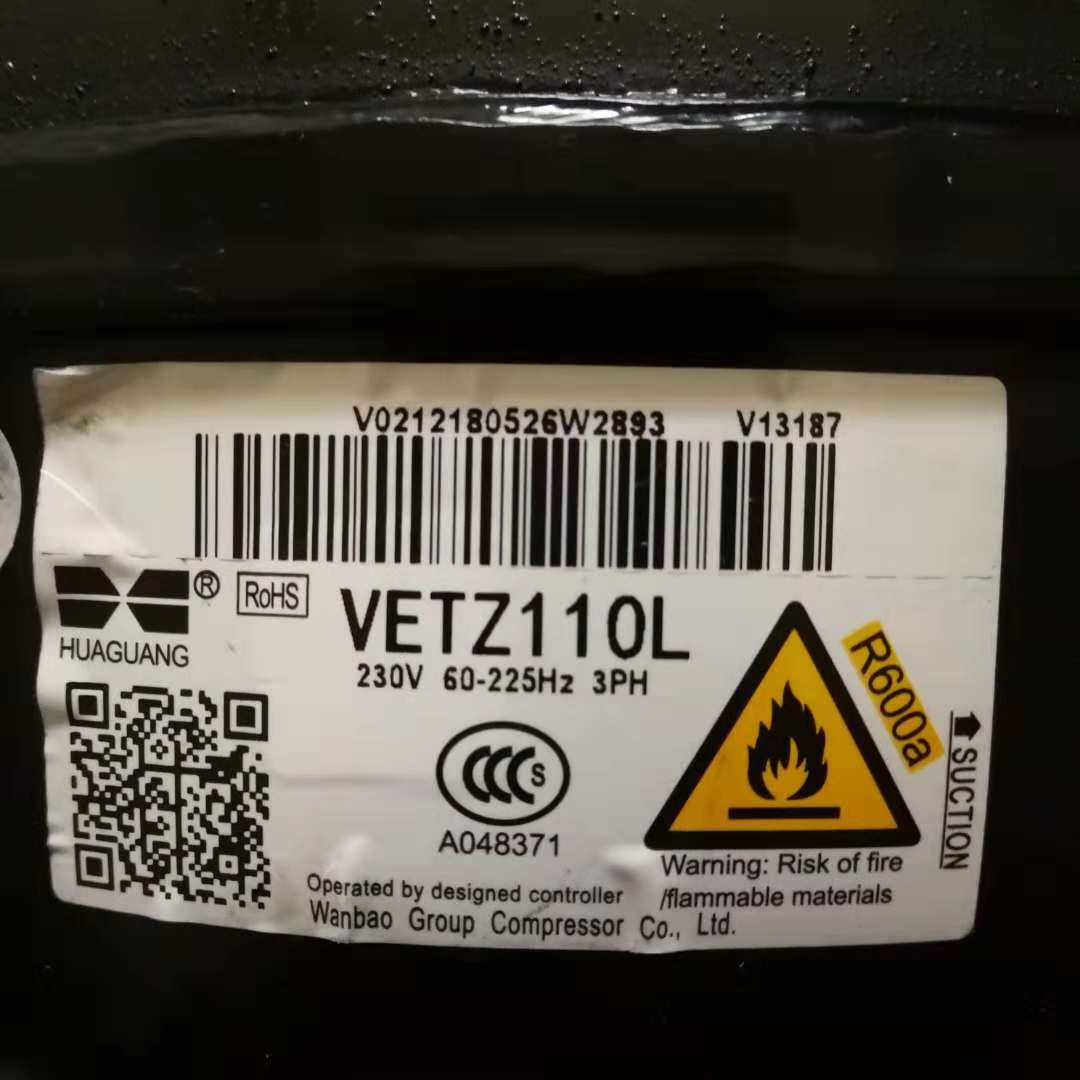 V0212180526W2893 V13187
® RoHS
HUAGUANG
VETZ110L
230V 60-225Hz 3PH
CCC S
A048371
R600a
SUCTION
Warning: Risk of fire
/flammable materials
Operated by designed controller
Wanbao Group Compressor Co., Ltd.